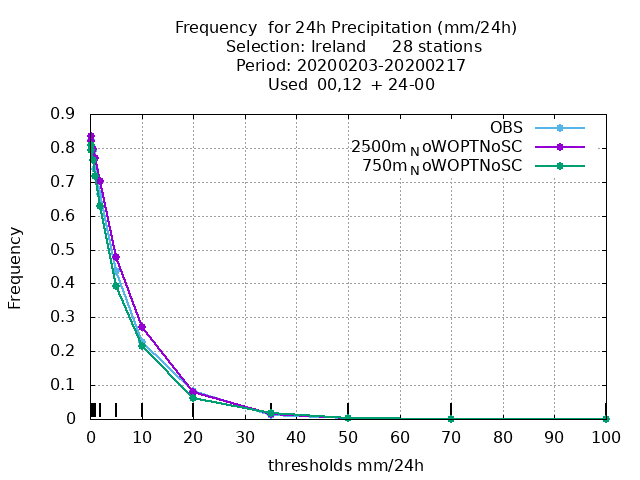 Frequency for 24h Precipitation (mm/24h)
Selection: Ireland 28 stations
Period: 20200203-20200217
Used 00,12 + 24-00
OBS
2500m_NoWOPTNoSC
750m_NoWOPTNoSC
Frequency
0.9
0.8
0.7
0.6
0.5
0.4
0.3
0.2
0.1
0
0 10 20 30 40 50 60 70 80 90 100
thresholds mm/24h